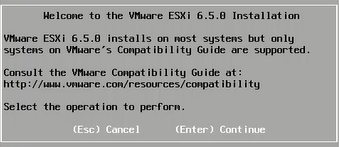 Welcome to the VMware ESXi 6.5.0 Installation
VMware ESXi 6.5.0 installs on most systems but only
systems on VMware's Compatibility Guide are supported.
Consult the VMware Compatibility Guide at:
http://www.vmware.com/resources/compatibility
Select the operation to perform.
(Esc) Cancel (Enter) Continue